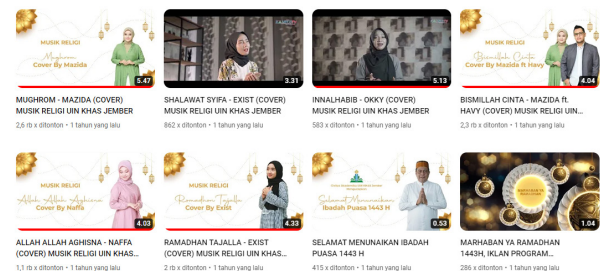 MUSIK RELIGI
Mughrom
Cover By Mazida
5.47
MUGHROM - MAZIDA (COVER)
MUSIK RELIGI UIN KHAS JEMBER
2,6 rb x ditonton • 1 tahun yang lalu
3.31
SHALAWAT SYIFA - EXIST (COVER)
MUSIK RELIGI UIN KHAS JEMBER
862 x ditonton • 1 tahun yang lalu
5.13
INNALHABIB - OKKY (COVER)
MUSIK RELIGI UIN KHAS JEMBER
583 x ditonton • 1 tahun yang lalu
MUSIK RELIGI
Bismillah Cinta
Cover By Mazida ft Havy
4.04
BISMILLAH CINTA - MAZIDA ft.
HAVY (COVER) MUSIK RELIGI UIN...
2,3 rb x ditonton • 1 tahun yang lalu
MUSIK RELIGI
Allah Allah Aghisna
Cover By Naffa
4.03
ALLAH ALLAH AGHISNA - NAFFA
(COVER) MUSIK RELIGI UIN KHAS...
1,1 rb x ditonton • 1 tahun yang lalu
MUSIK RELIGI
Ramadhan Tajalla
Cover By Exist
4.33
RAMADHAN TAJALLA - EXIST
(COVER) MUSIK RELIGI UIN KHAS...
2 rb x ditonton • 1 tahun yang lalu
Selamat Menunaikan
Ibadah Puasa 1443 H
0.53
SELAMAT MENUNAIKAN IBADAH
PUASA 1443 H
415 x ditonton • 1 tahun yang lalu
MARHABAN YA
RAMADHAN
1.04
MARHABAN YA RAMADHAN
1443H, IKLAN PROGRAM...
286 x ditonton • 1 tahun yang lalu